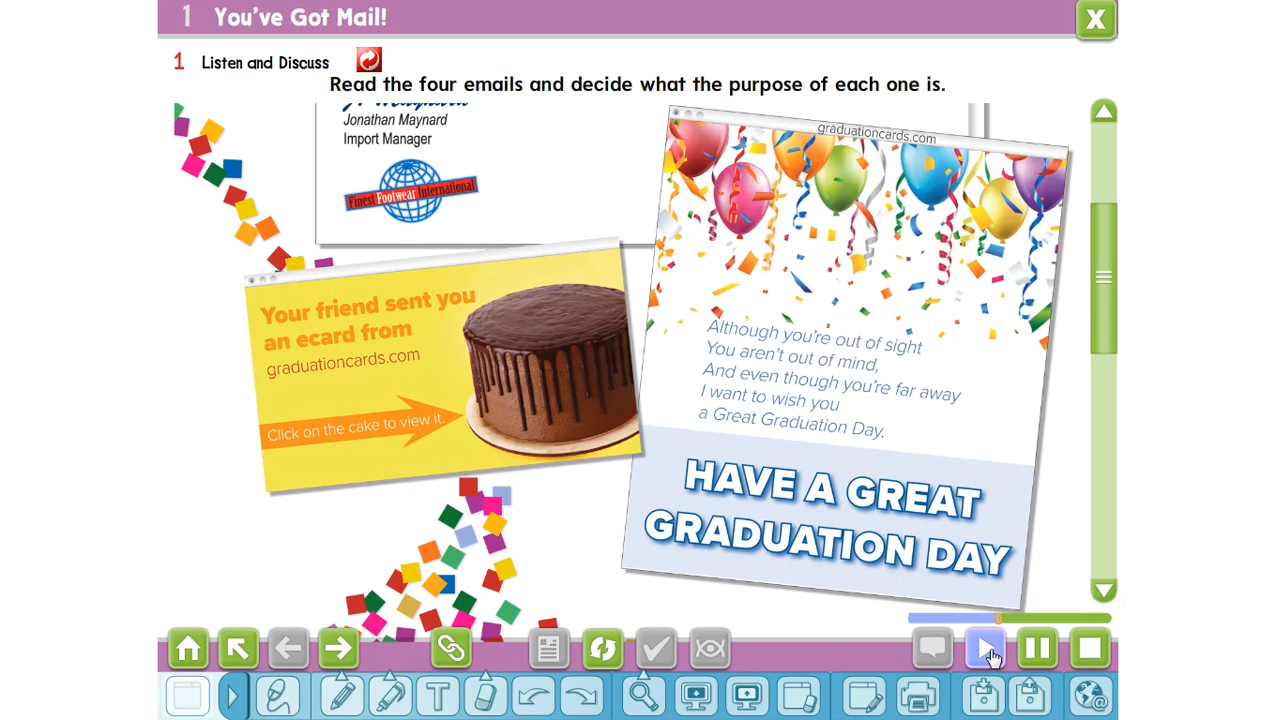 1 You've Got Mail!
X
1 Listen and Discuss
Read the four emails and decide what the purpose of each one is.
Jonathan Maynard
Import Manager
Finest Footwear International
Your friend sent you
an ecard from
graduationcards.com
Click on the cake to view it.
graduationcards.com
Although you're out of sight
You aren't out of mind,
And even though you're far away
I want to wish you
a Great Graduation Day.
HAVE A GREAT
GRADUATION DAY
T